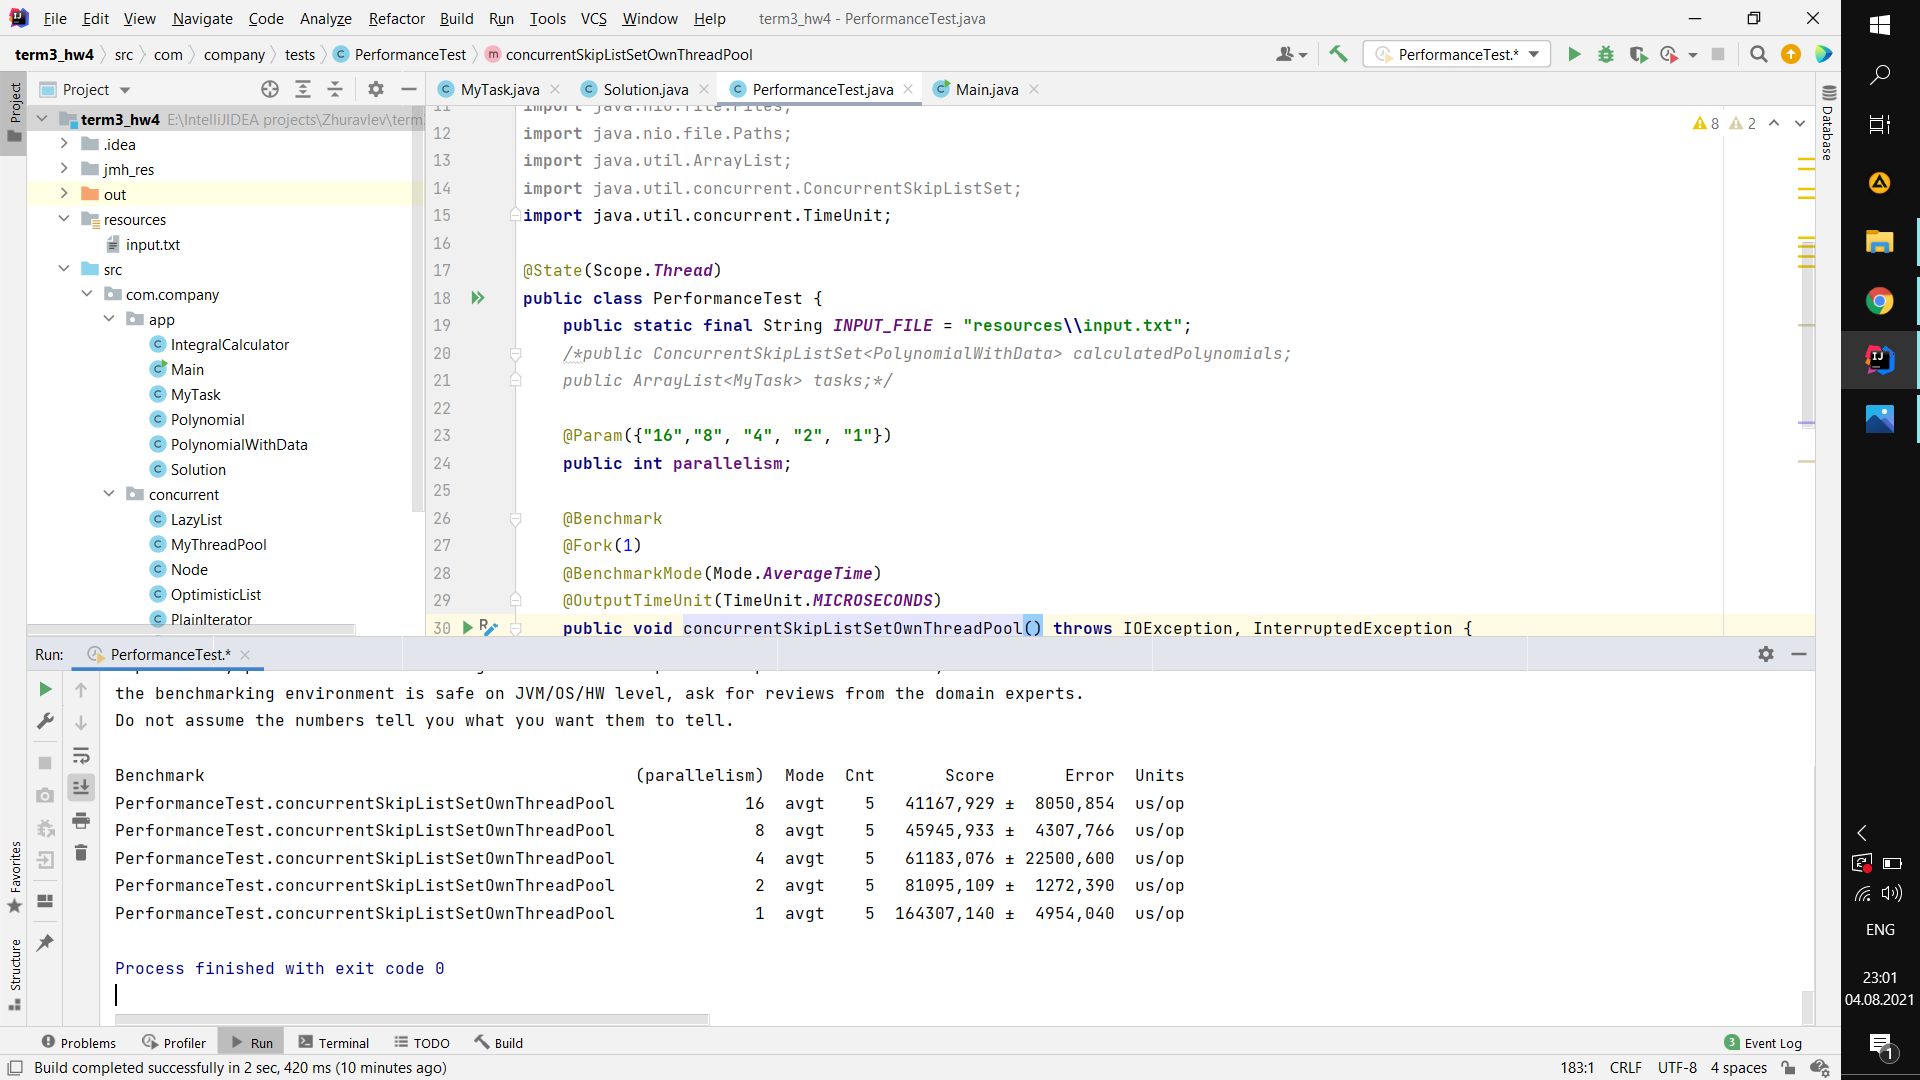 File Edit View Navigate Code Analyze Refactor Build Run Tools VCS Window Help term3_hw4 - PerformanceTest.java
term3_hw4 src com company tests PerformanceTest concurrentSkipListSetOwnThreadPool PerformanceTest.*
Project
MyTask.java Solution.java PerformanceTest.java Main.java
Project
Database
term3_hw4 E:\IntelliJIDEA projects\Zhuravlev\term
.idea
jmh_res
out
resources
input.txt
src
com.company
app
IntegralCalculator
Main
MyTask
Polynomial
PolynomialWithData
Solution
concurrent
LazyList
MyThreadPool
Node
OptimisticList
PlainIterator
8 2
11 import java.nio.file.Files;
12 import java.nio.file.Paths;
13 import java.util.ArrayList;
14 import java.util.concurrent.ConcurrentSkipListSet;
15 import java.util.concurrent.TimeUnit;
16
17 @State(Scope.Thread)
18 public class PerformanceTest {
19 public static final String INPUT_FILE = "resources\\input.txt";
20 /*public ConcurrentSkipListSet<PolynomialWithData> calculatedPolynomials;
21 public ArrayList<MyTask> tasks;*/
22
23 @Param({"16","8", "4", "2", "1"})
24 public int parallelism;
25
26 @Benchmark
27 @Fork(1)
28 @BenchmarkMode(Mode.AverageTime)
29 @OutputTimeUnit(TimeUnit.MICROSECONDS)
30 public void concurrentSkipListSetOwnThreadPool() throws IOException, InterruptedException {
Run: PerformanceTest.*
the benchmarking environment is safe on JVM/OS/HW level, ask for reviews from the domain experts.
Do not assume the numbers tell you what you want them to tell.
Benchmark (parallelism) Mode Cnt Score Error Units
PerformanceTest.concurrentSkipListSetOwnThreadPool 16 avgt 5 41167,929 ± 8050,854 us/op
PerformanceTest.concurrentSkipListSetOwnThreadPool 8 avgt 5 45945,933 ± 4307,766 us/op
PerformanceTest.concurrentSkipListSetOwnThreadPool 4 avgt 5 61183,076 ± 22500,600 us/op
PerformanceTest.concurrentSkipListSetOwnThreadPool 2 avgt 5 81095,109 ± 1272,390 us/op
PerformanceTest.concurrentSkipListSetOwnThreadPool 1 avgt 5 164307,140 ± 4954,040 us/op
Process finished with exit code 0
Favorites
Structure
Problems Profiler Run Terminal TODO Build 3 Event Log
Build completed successfully in 2 sec, 420 ms (10 minutes ago) 183:1 CRLF UTF-8 4 spaces
ENG
23:01
04.08.2021
1